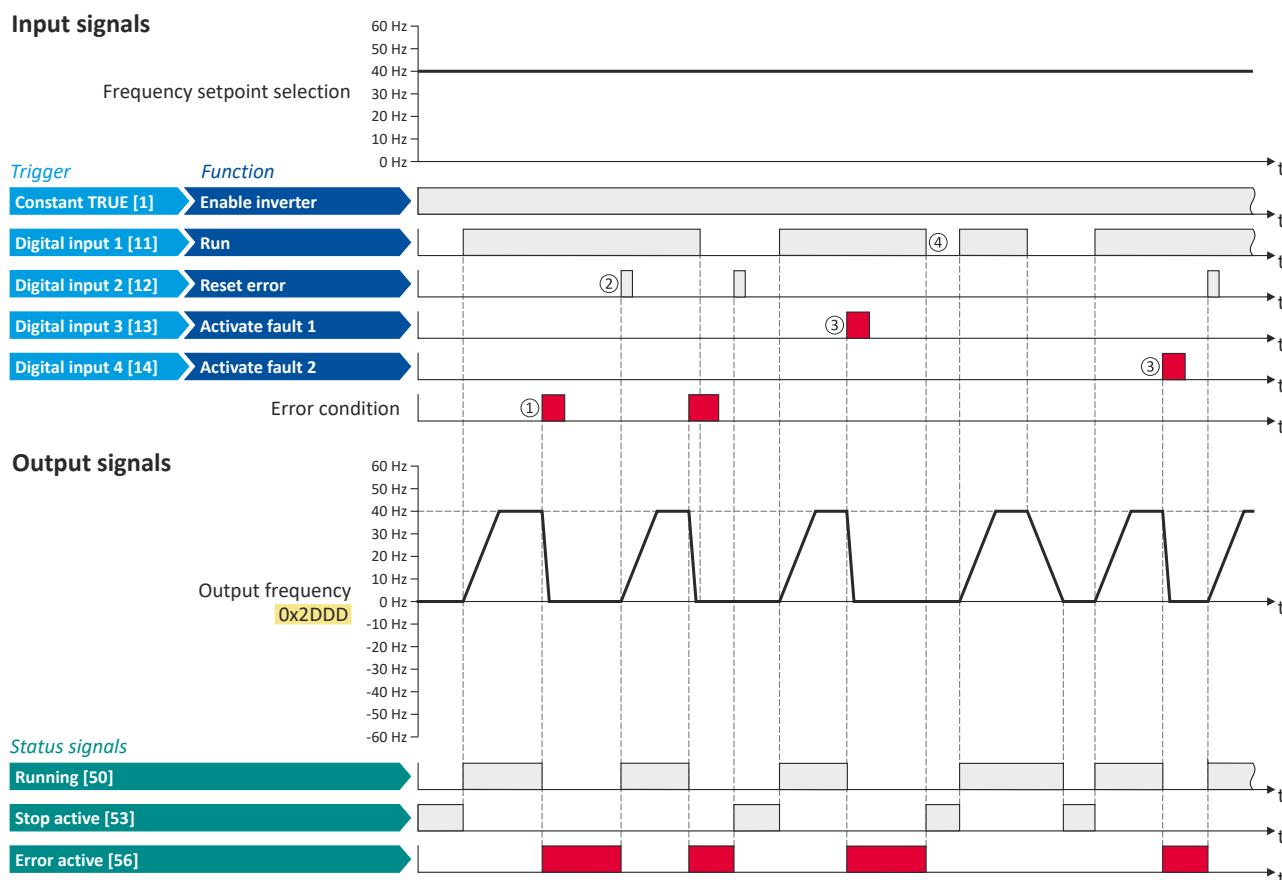 Input signals
60 Hz
50 Hz
40 Hz
30 Hz
20 Hz
10 Hz
0 Hz
Frequency setpoint selection
t
Trigger Function
Constant TRUE [1] Enable inverter
t
Digital input 1 [11] Run
④
t
Digital input 2 [12] Reset error
②
t
Digital input 3 [13] Activate fault 1
③
t
Digital input 4 [14] Activate fault 2
③
t
Error condition
①
t
Output signals
60 Hz
50 Hz
40 Hz
30 Hz
20 Hz
10 Hz
0 Hz
-10 Hz
-20 Hz
-30 Hz
-40 Hz
-50 Hz
-60 Hz
Output frequency
0x2DDD
t
Status signals
Running [50]
t
Stop active [53]
t
Error active [56]
t